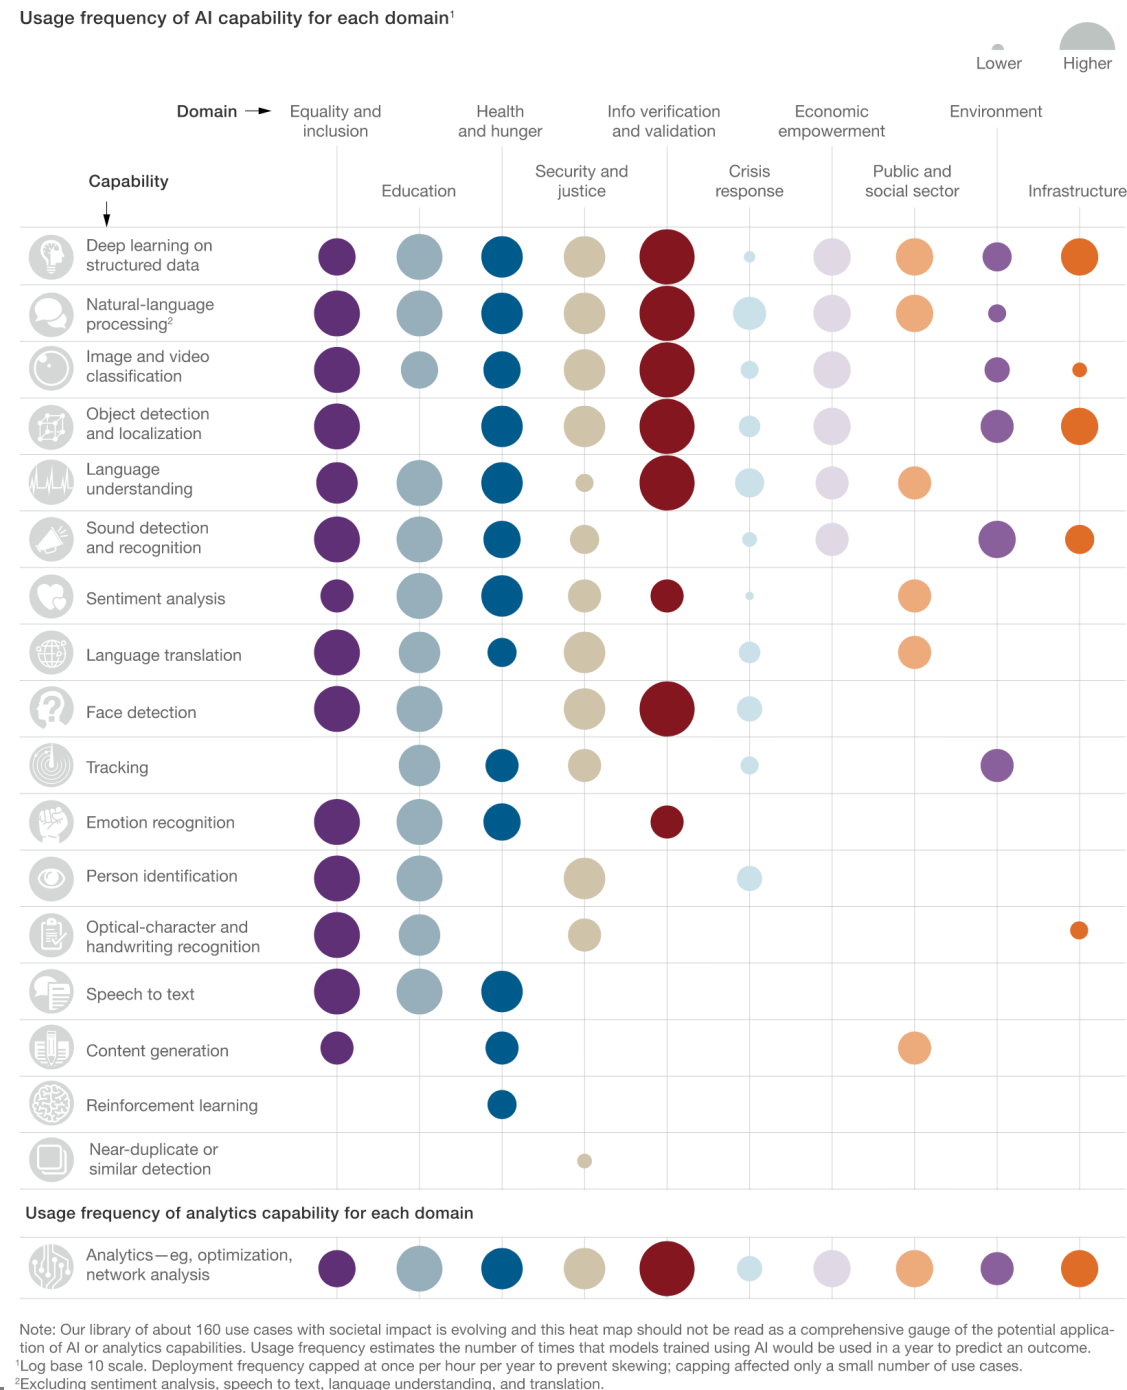 Usage frequency of AI capability for each domain¹
Lower
Higher
Domain
Equality and
inclusion
Health
and hunger
Info verification
and validation
Economic
empowerment
Environment
Capability
Education
Security and
justice
Crisis
response
Public and
social sector
Infrastructure
Deep learning on
structured data
Natural-language
processing²
Image and video
classification
Object detection
and localization
Language
understanding
Sound detection
and recognition
Sentiment analysis
Language translation
Face detection
Tracking
Emotion recognition
Person identification
Optical-character and
handwriting recognition
Speech to text
Content generation
Reinforcement learning
Near-duplicate or
similar detection
Usage frequency of analytics capability for each domain
Analytics—eg, optimization,
network analysis
Note: Our library of about 160 use cases with societal impact is evolving and this heat map should not be read as a comprehensive gauge of the potential applica-
tion of AI or analytics capabilities. Usage frequency estimates the number of times that models trained using AI would be used in a year to predict an outcome.
¹Log base 10 scale. Deployment frequency capped at once per hour per year to prevent skewing; capping affected only a small number of use cases.
²Excluding sentiment analysis, speech to text, language understanding, and translation.